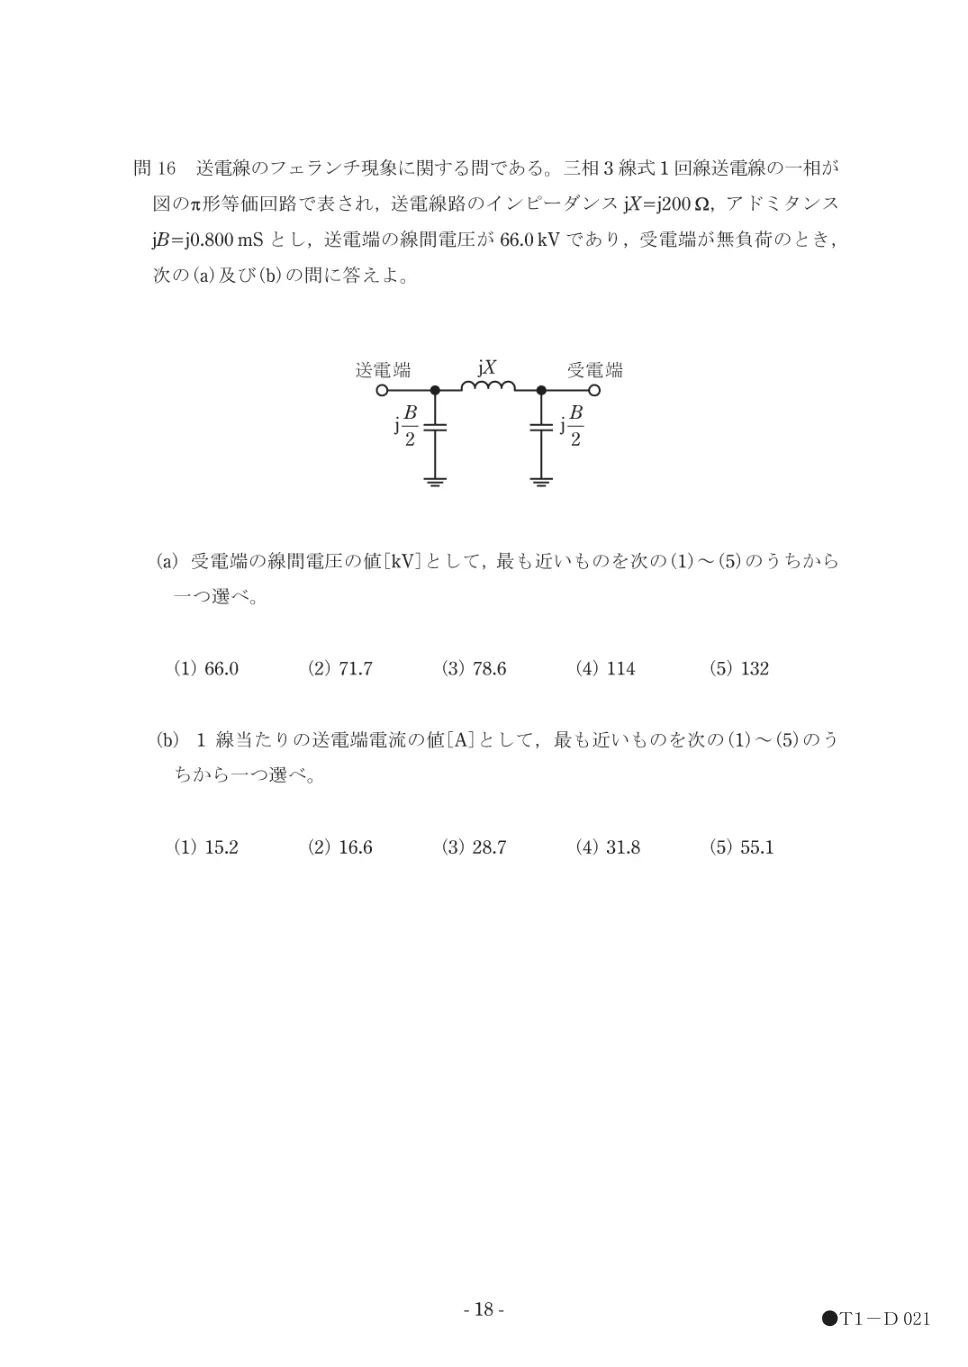 問 16　送電線のフェランチ現象に関する問である。三相 3 線式 1 回線送電線の一相が
図のπ形等価回路で表され，送電線路のインピーダンス jX=j200 Ω，アドミタンス
jB=j0.800 mS とし，送電端の線間電圧が 66.0 kV であり，受電端が無負荷のとき，
次の(a)及び(b)の問に答えよ。
送電端　jX　受電端
j B/2　j B/2
(a) 受電端の線間電圧の値[kV]として，最も近いものを次の(1)～(5)のうちから
一つ選べ。
(1) 66.0　(2) 71.7　(3) 78.6　(4) 114　(5) 132
(b) 1 線当たりの送電端電流の値[A]として，最も近いものを次の(1)～(5)のう
ちから一つ選べ。
(1) 15.2　(2) 16.6　(3) 28.7　(4) 31.8　(5) 55.1
- 18 -
●T1－D 021